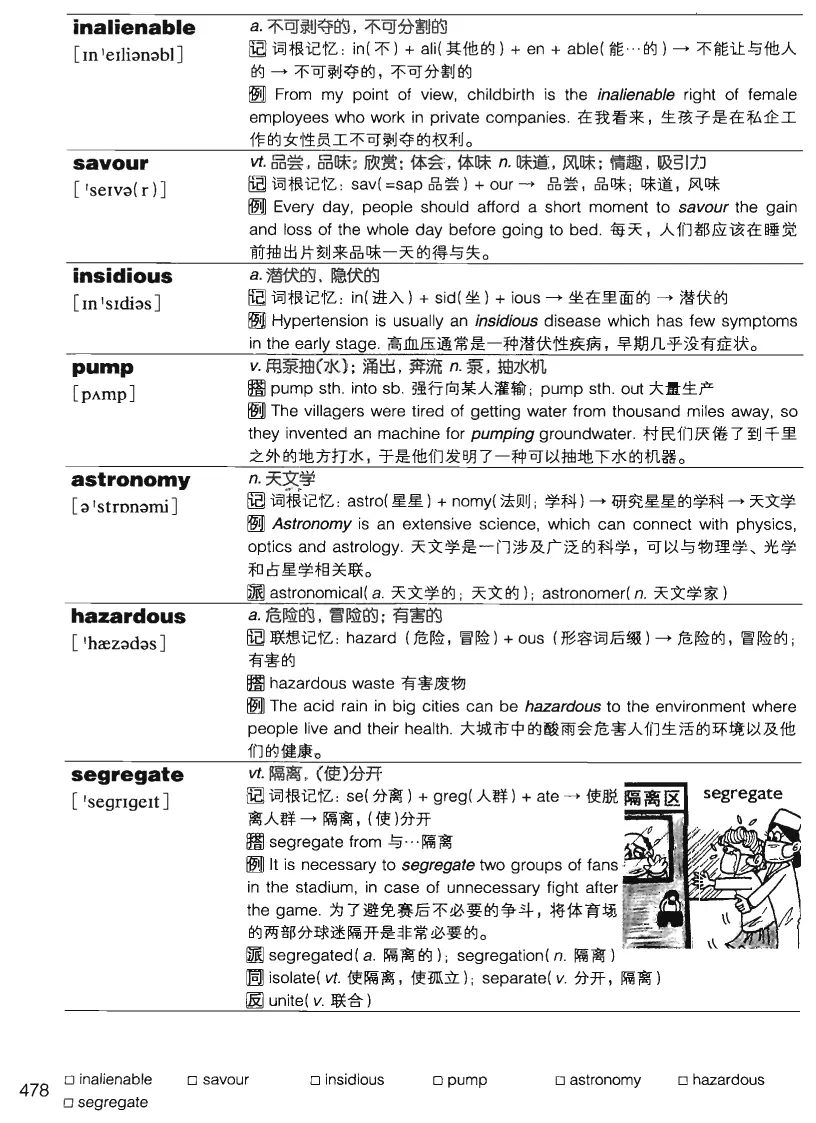 inalienable a. 不可剥夺的, 不可分割的
[ɪnˈeɪliənəbl] 记 词根记忆: in(不) + ali(其他的) + en + able(能…的) → 不能让与他人
的 → 不可剥夺的, 不可分割的
例 From my point of view, childbirth is the inalienable right of female
employees who work in private companies. 在我看来, 生孩子是在私企工
作的女性员工不可剥夺的权利。
savour vt. 品尝, 品味; 欣赏; 体会, 体味 n. 味道, 风味; 情趣, 吸引力
[ˈseɪvə(r)] 记 词根记忆: sav(=sap 品尝) + our → 品尝, 品味; 味道, 风味
例 Every day, people should afford a short moment to savour the gain
and loss of the whole day before going to bed. 每天, 人们都应该在睡觉
前抽出片刻来品味一天的得与失。
insidious a. 潜伏的, 隐伏的
[ɪnˈsɪdiəs] 记 词根记忆: in(进入) + sid(坐) + ious → 坐在里面的 → 潜伏的
例 Hypertension is usually an insidious disease which has few symptoms
in the early stage. 高血压通常是一种潜伏性疾病, 早期几乎没有症状。
pump v. 用泵抽(水); 涌出, 奔流 n. 泵, 抽水机
[pʌmp] 搭 pump sth. into sb. 强行向某人灌输; pump sth. out 大量生产
例 The villagers were tired of getting water from thousand miles away, so
they invented an machine for pumping groundwater. 村民们厌倦了到千里
之外的地方打水, 于是他们发明了一种可以抽地下水的机器。
astronomy n. 天文学
[əˈstrɒnəmi] 记 词根记忆: astro(星星) + nomy(法则; 学科) → 研究星星的学科 → 天文学
例 Astronomy is an extensive science, which can connect with physics,
optics and astrology. 天文学是一门涉及广泛的科学, 可以与物理学、光学
和占星学相关联。
派 astronomical(a. 天文学的; 天文的); astronomer(n. 天文学家)
hazardous a. 危险的, 冒险的; 有害的
[ˈhæzədəs] 记 联想记忆: hazard (危险, 冒险) + ous (形容词后缀) → 危险的, 冒险的;
有害的
搭 hazardous waste 有害废物
例 The acid rain in big cities can be hazardous to the environment where
people live and their health. 大城市中的酸雨会危害人们生活的环境以及他
们的健康。
segregate vt. 隔离, (使)分开
[ˈsegrɪgeɪt] 记 词根记忆: se(分离) + greg(人群) + ate → 使脱
离人群 → 隔离, (使)分开
搭 segregate from 与…隔离
例 It is necessary to segregate two groups of fans
in the stadium, in case of unnecessary fight after
the game. 为了避免赛后不必要的争斗, 将体育场
的两部分球迷隔开是非常必要的。
派 segregated(a. 隔离的); segregation(n. 隔离)
同 isolate(vt. 使隔离, 使孤立); separate(v. 分开, 隔离)
反 unite(v. 联合)
隔离区 segregate
478 □ inalienable □ savour □ insidious □ pump □ astronomy □ hazardous
□ segregate